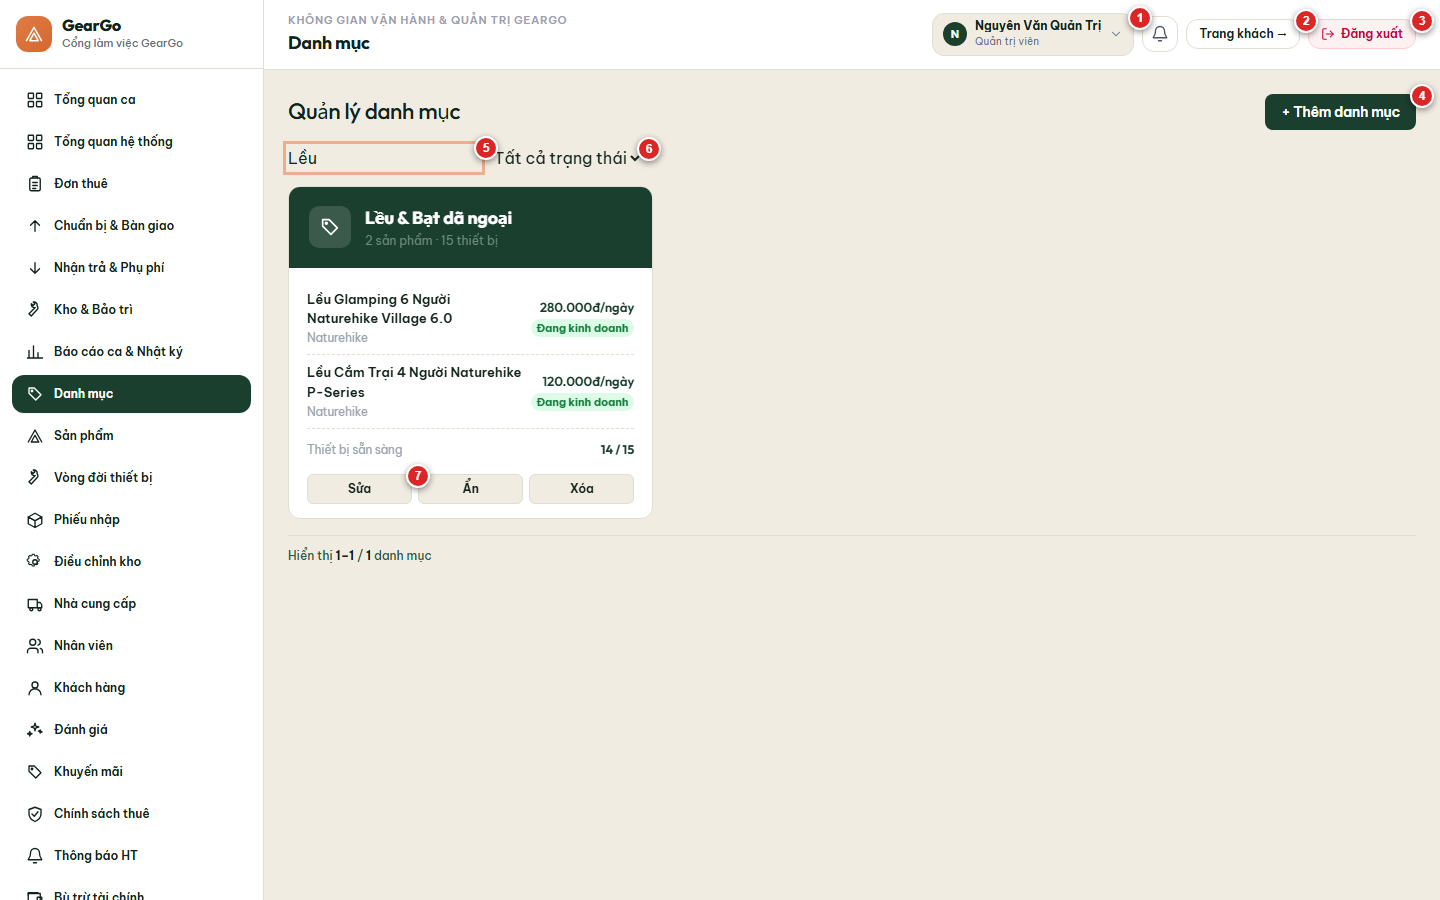 GearGo
Cổng làm việc GearGo
Tổng quan ca
Tổng quan hệ thống
Đơn thuê
Chuẩn bị & Bàn giao
Nhận trả & Phụ phí
Kho & Bảo trì
Báo cáo ca & Nhật ký
Danh mục
Sản phẩm
Vòng đời thiết bị
Phiếu nhập
Điều chỉnh kho
Nhà cung cấp
Nhân viên
Khách hàng
Đánh giá
Khuyến mãi
Chính sách thuê
Thông báo HT
Bù trừ tài chính
KHÔNG GIAN VẬN HÀNH & QUẢN TRỊ GEARGO
Danh mục
N
Nguyễn Văn Quản Trị
Quản trị viên
1
Trang khách →
2
Đăng xuất
3
Quản lý danh mục
+ Thêm danh mục
4
Lều
5
Tất cả trạng thái
6
Lều & Bạt dã ngoại
2 sản phẩm · 15 thiết bị
Lều Glamping 6 Người
Naturehike Village 6.0
Naturehike
280.000đ/ngày
Đang kinh doanh
Lều Cắm Trại 4 Người Naturehike
P-Series
Naturehike
120.000đ/ngày
Đang kinh doanh
Thiết bị sẵn sàng
14 / 15
Sửa
7
Ẩn
Xóa
Hiển thị 1–1 / 1 danh mục